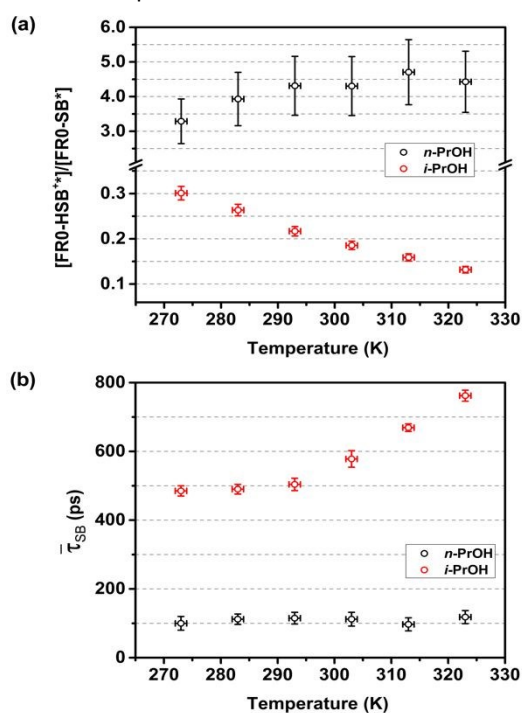 (a)
[FR0-HSB⁺*]/[FR0-SB*]
6.0
5.0
4.0
3.0
0.3
0.2
0.1
n-PrOH
i-PrOH
270 280 290 300 310 320 330
Temperature (K)
(b)
τ̄SB (ps)
800
600
400
200
0
n-PrOH
i-PrOH
270 280 290 300 310 320 330
Temperature (K)